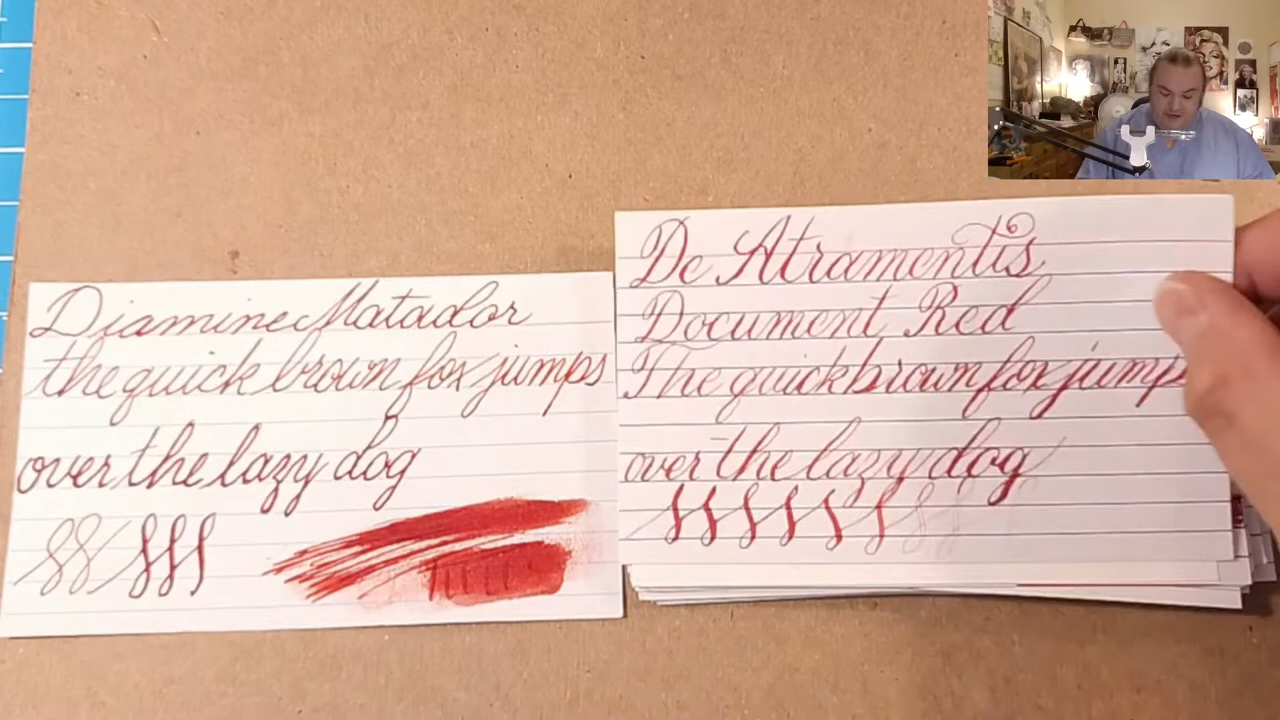 Diamine Matador
the quick brown fox jumps
over the lazy dog
De Atramentis
Document Red
The quick brown fox jump
over the lazy dog